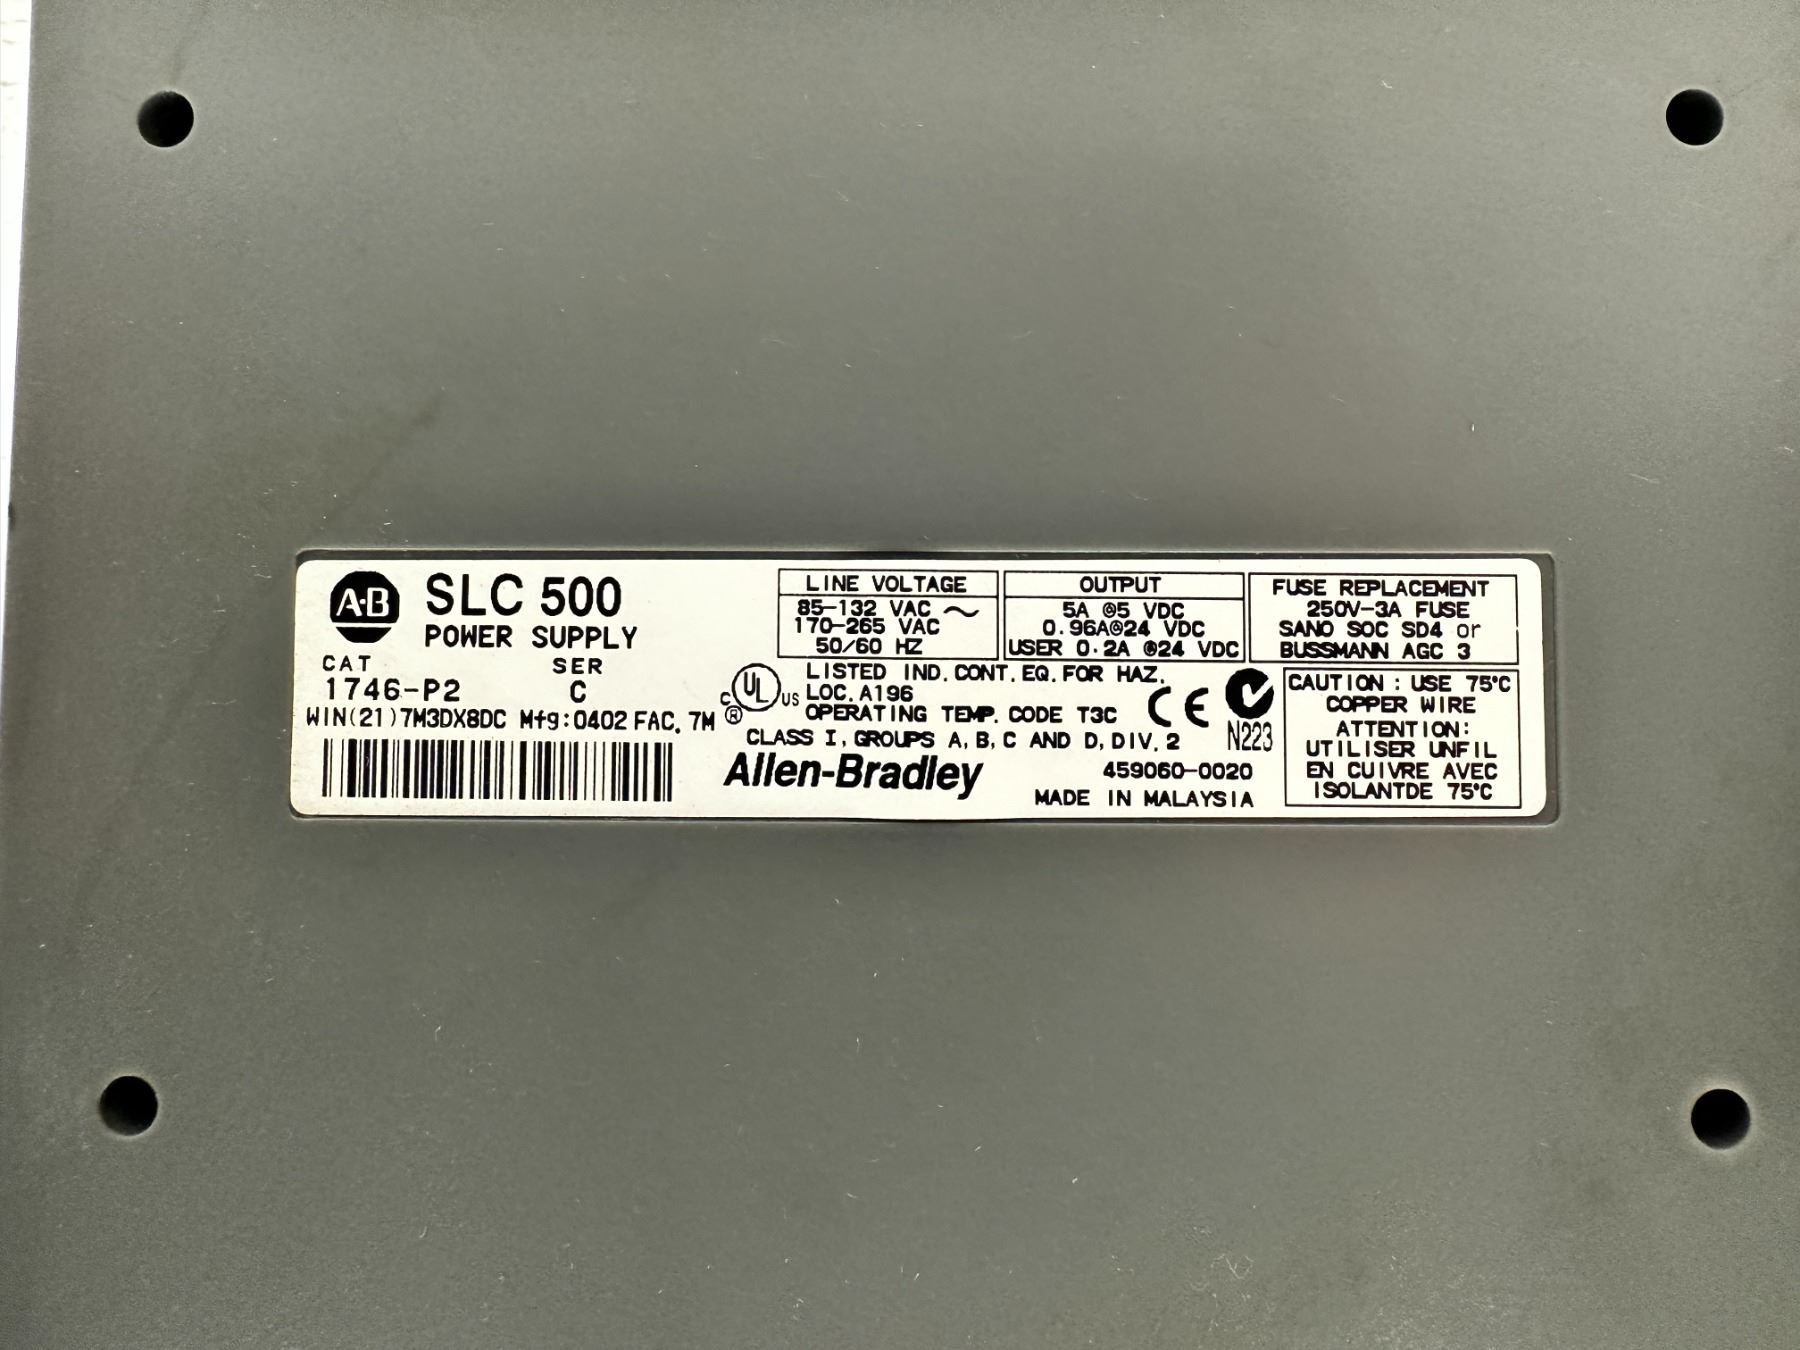 A·B SLC 500
POWER SUPPLY
CAT SER
1746-P2 C
WIN(21)7M3DX8DC Mfg:0402 FAC. 7M
LINE VOLTAGE
85-132 VAC ~
170-265 VAC
50/60 HZ
OUTPUT
5A @5 VDC
0.96A@24 VDC
USER 0.2A @24 VDC
FUSE REPLACEMENT
250V-3A FUSE
SANO SOC SD4 or
BUSSMANN AGC 3
C UL US ®
LISTED IND. CONT. EQ. FOR HAZ.
LOC. A196
OPERATING TEMP. CODE T3C
CLASS I, GROUPS A, B, C AND D, DIV. 2
CE
N223
Allen-Bradley
459060-0020
MADE IN MALAYSIA
CAUTION : USE 75°C
COPPER WIRE
ATTENTION:
UTILISER UNFIL
EN CUIVRE AVEC
ISOLANTDE 75°C